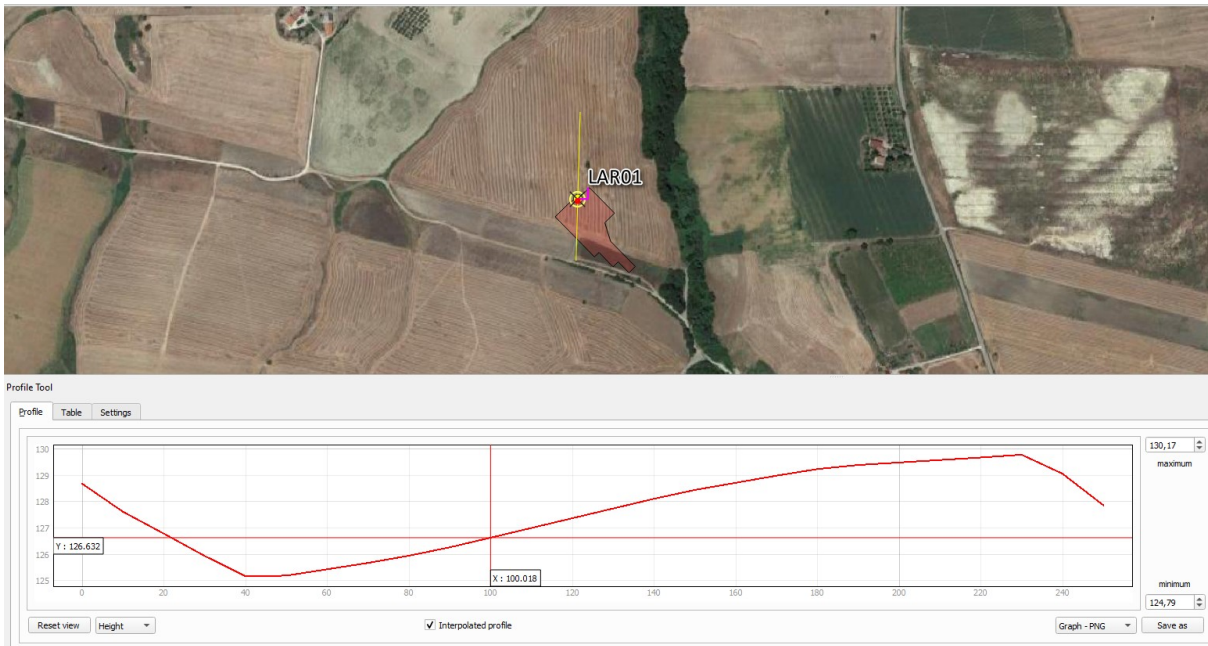 LAR01
Profile Tool
Profile Table Settings
130
129
128
127
126
125
Y : 126.632
X : 100.018
0 20 40 60 80 100 120 140 160 180 200 220 240
130,17
maximum
minimum
124,79
Reset view Height Interpolated profile Graph - PNG Save as